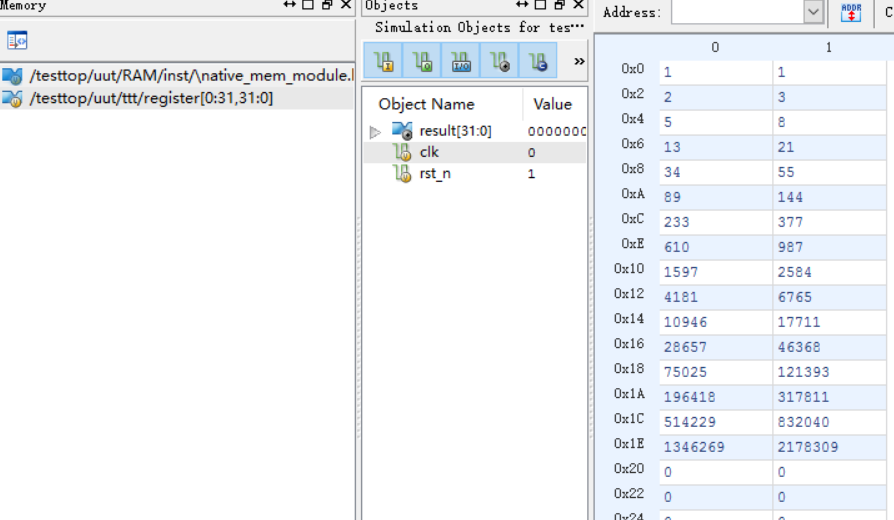 Memory
/testtop/uut/RAM/inst/\native_mem_module.
/testtop/uut/ttt/register[0:31,31:0]
Objects
Simulation Objects for tes...
»
Object Name Value
result[31:0] 0000000
clk 0
rst_n 1
Address: ADDR C
0 1
0x0 1 1
0x2 2 3
0x4 5 8
0x6 13 21
0x8 34 55
0xA 89 144
0xC 233 377
0xE 610 987
0x10 1597 2584
0x12 4181 6765
0x14 10946 17711
0x16 28657 46368
0x18 75025 121393
0x1A 196418 317811
0x1C 514229 832040
0x1E 1346269 2178309
0x20 0 0
0x22 0 0
0x24 0 0